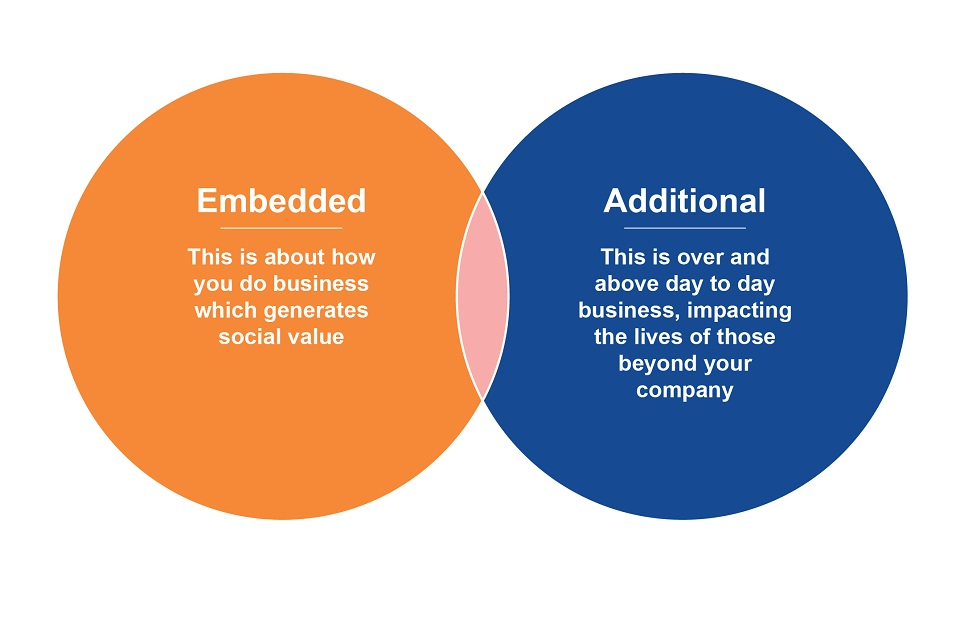 Embedded
This is about how
you do business
which generates
social value
Additional
This is over and
above day to day
business, impacting
the lives of those
beyond your
company